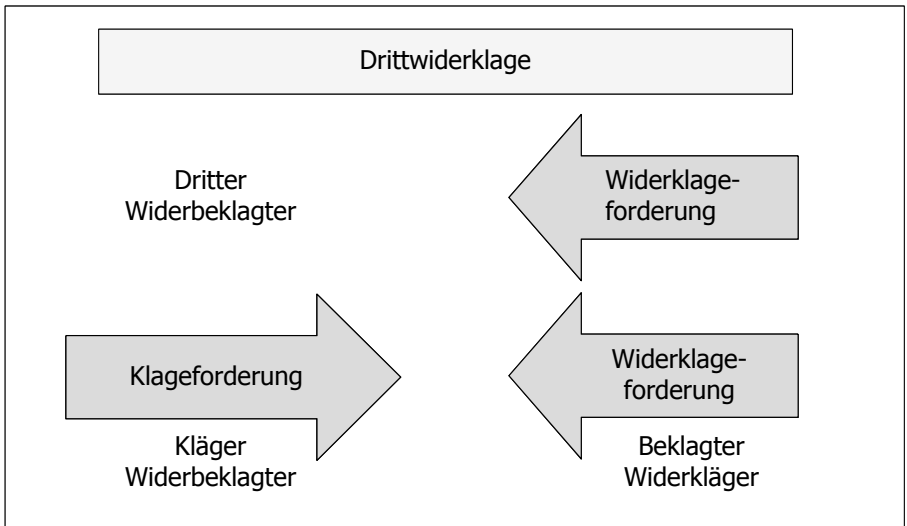 Drittwiderklage
Dritter
Widerbeklagter
Widerklage-
forderung
Klageforderung
Widerklage-
forderung
Kläger
Widerbeklagter
Beklagter
Widerkläger